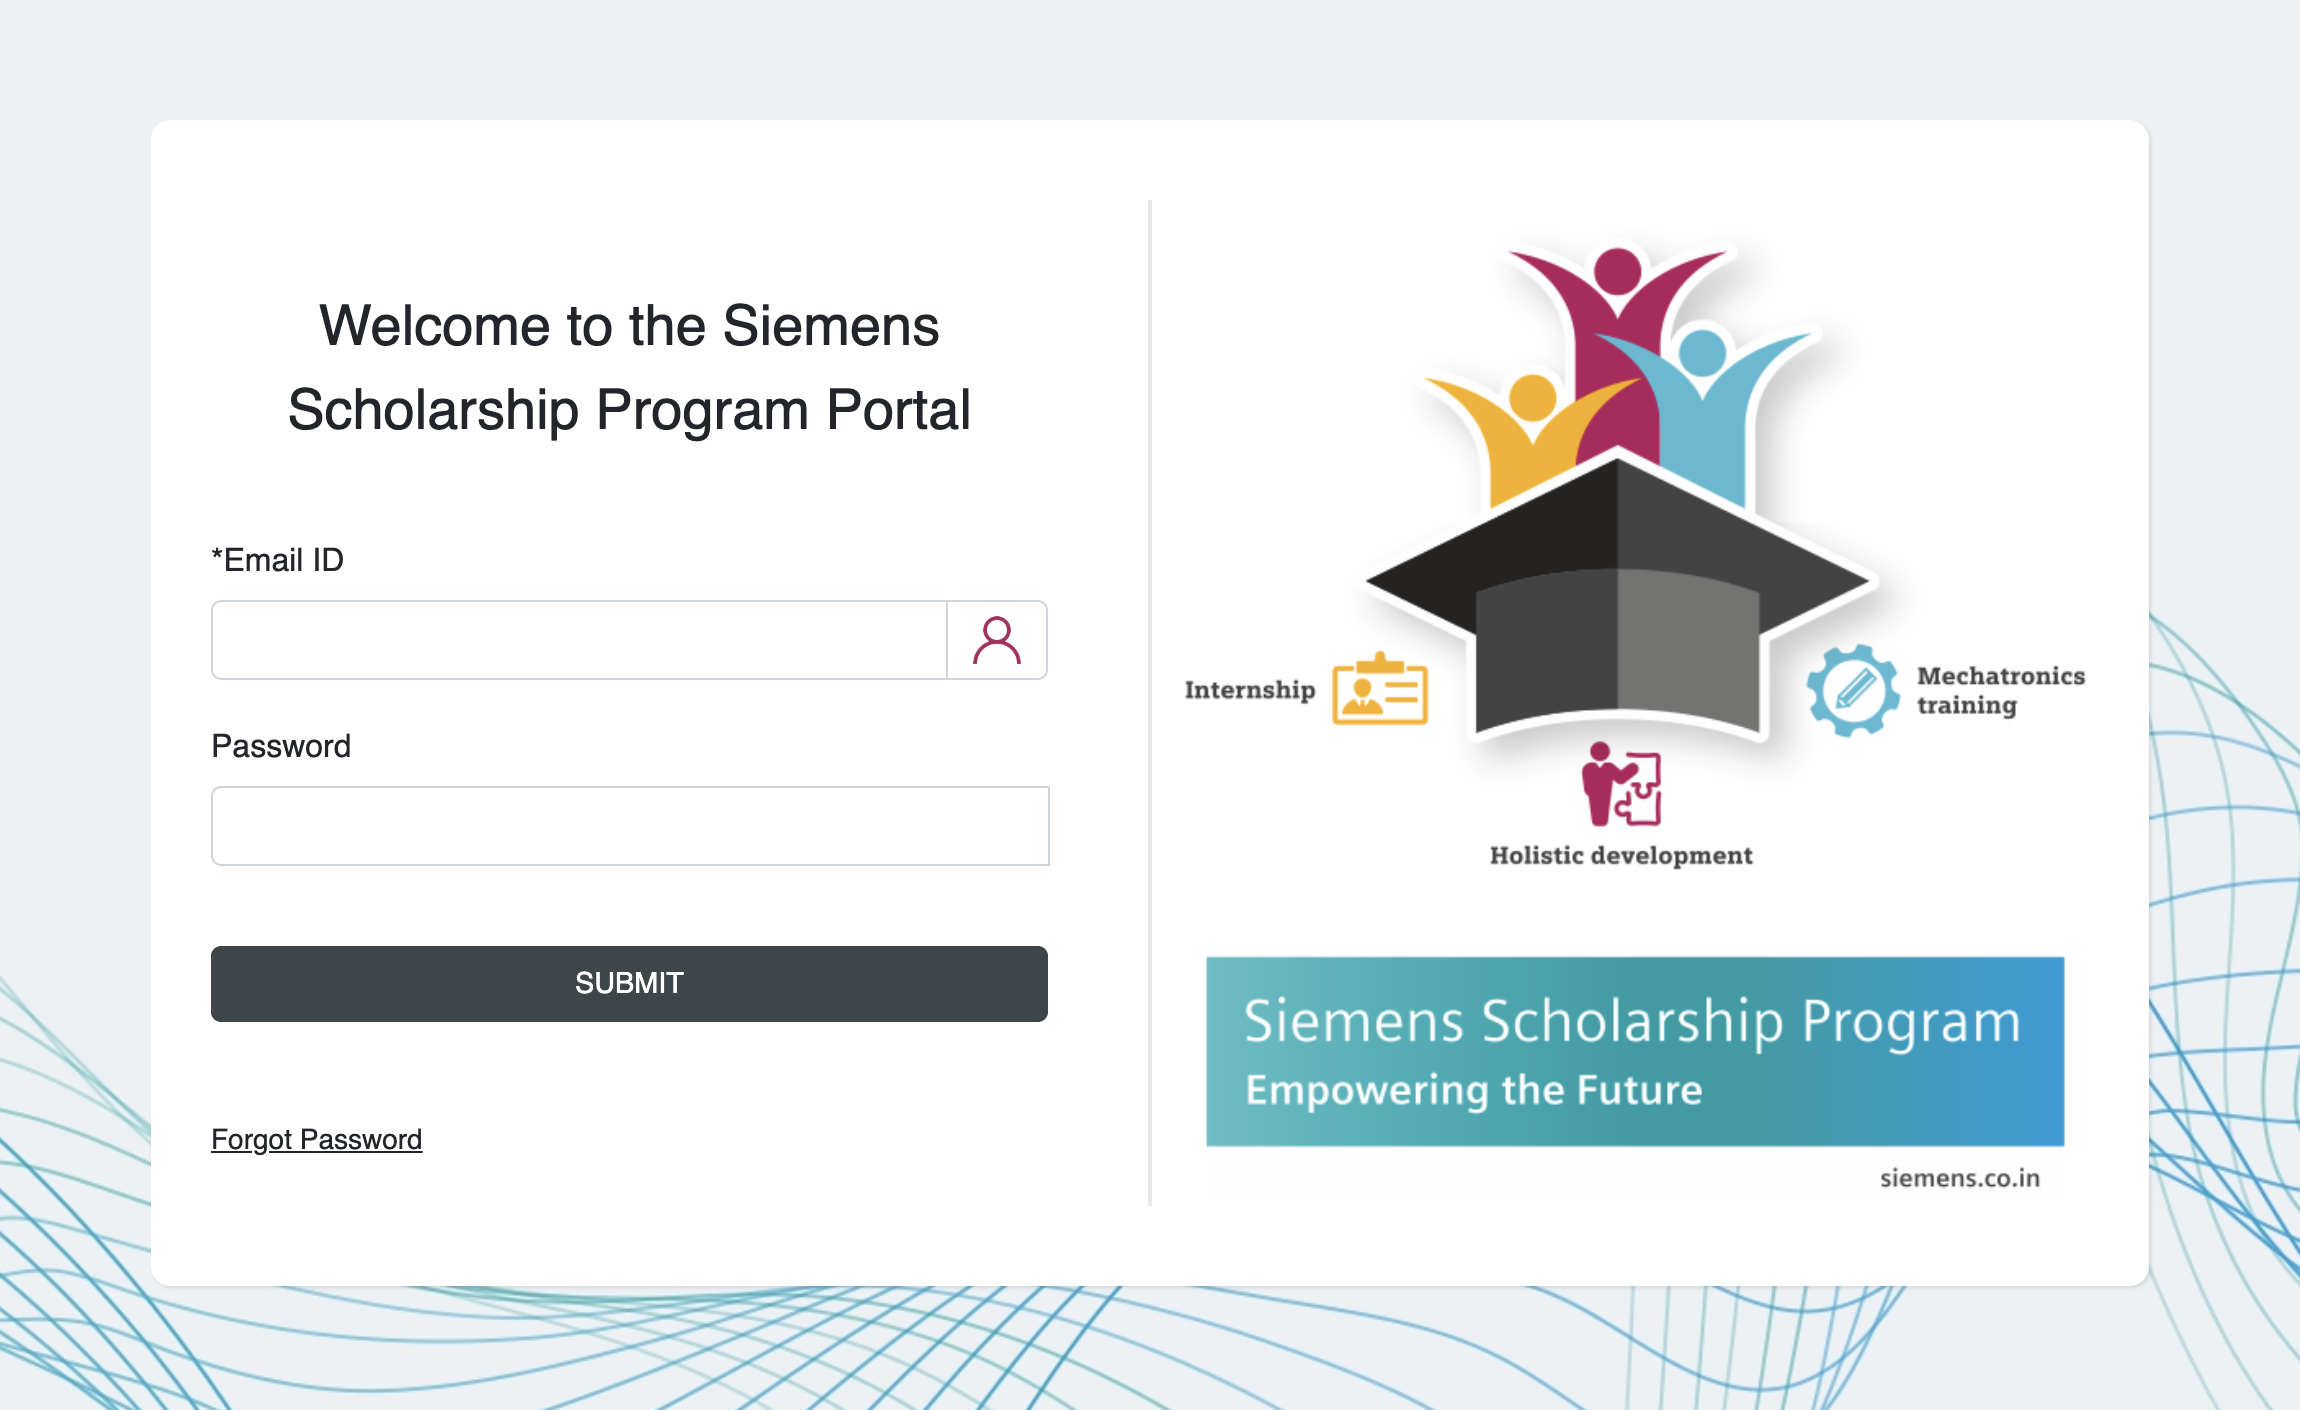 Welcome to the Siemens
Scholarship Program Portal
*Email ID
Password
SUBMIT
Forgot Password
Internship
Mechatronics
training
Holistic development
Siemens Scholarship Program
Empowering the Future
siemens.co.in